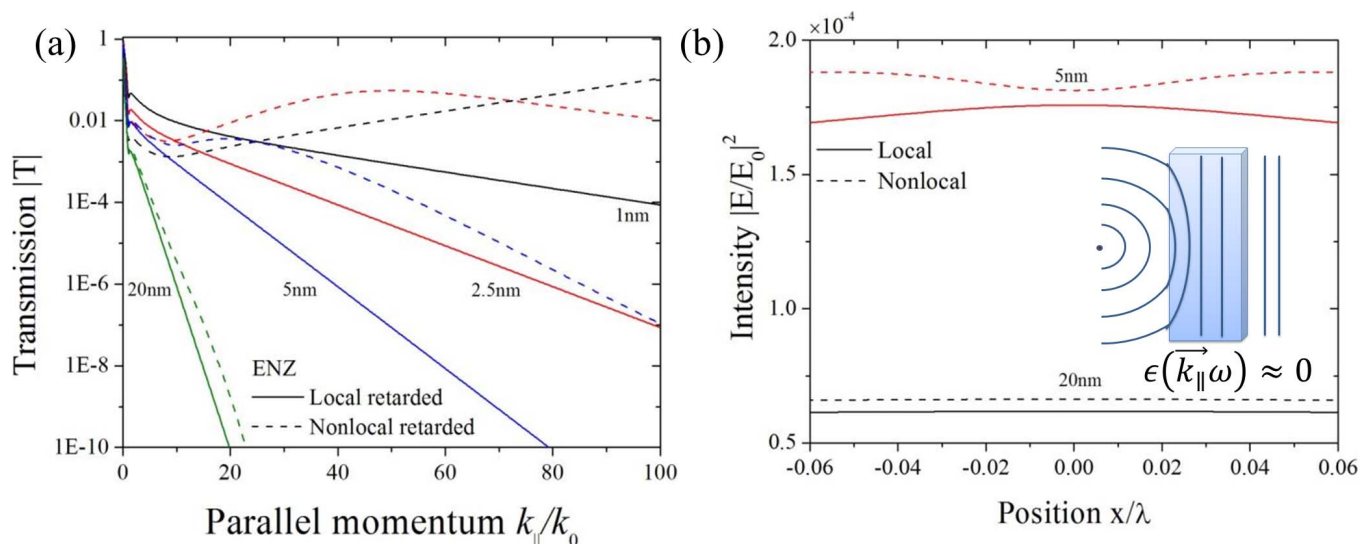 (a)
Transmission |T|
1
0.01
1E-4
1E-6
1E-8
1E-10
1nm
20nm
5nm
2.5nm
ENZ
Local retarded
Nonlocal retarded
0
20
40
60
80
100
Parallel momentum k∥/k₀
(b)
×10⁻⁴
Intensity |E/E₀|²
2.0
1.5
1.0
0.5
5nm
Local
Nonlocal
20nm
ϵ(k∥⃗ω) ≈ 0
-0.06
-0.04
-0.02
0.00
0.02
0.04
0.06
Position x/λ